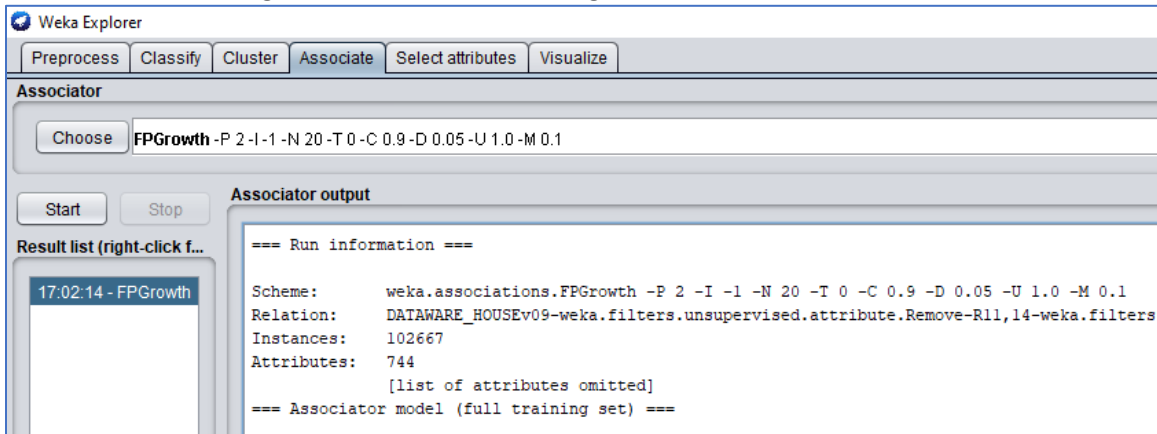 Weka Explorer
Preprocess Classify Cluster Associate Select attributes Visualize
Associator
Choose FPGrowth -P 2 -I -1 -N 20 -T 0 -C 0.9 -D 0.05 -U 1.0 -M 0.1
Start Stop
Associator output
Result list (right-click f...
17:02:14 - FPGrowth
=== Run information ===
Scheme: weka.associations.FPGrowth -P 2 -I -1 -N 20 -T 0 -C 0.9 -D 0.05 -U 1.0 -M 0.1
Relation: DATAWARE_HOUSEv09-weka.filters.unsupervised.attribute.Remove-R11,14-weka.filters
Instances: 102667
Attributes: 744
[list of attributes omitted]
=== Associator model (full training set) ===